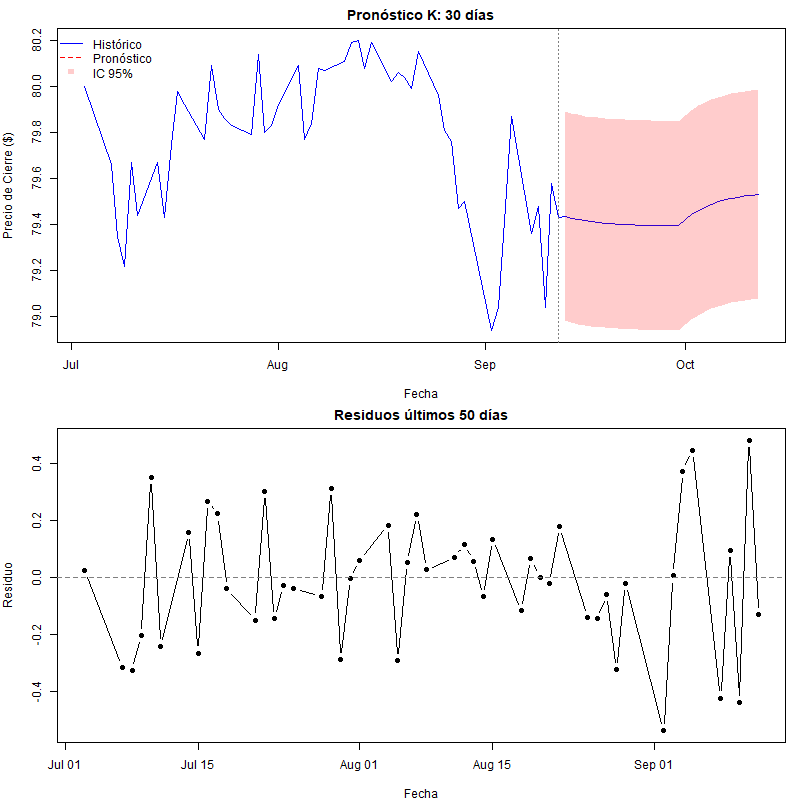 Pronóstico K: 30 días
Histórico
Pronóstico
IC 95%
Precio de Cierre ($)
80.2
80.0
79.8
79.6
79.4
79.2
79.0
Jul
Aug
Sep
Oct
Fecha
Residuos últimos 50 días
Residuo
0.4
0.2
0.0
-0.2
-0.4
Jul 01
Jul 15
Aug 01
Aug 15
Sep 01
Fecha